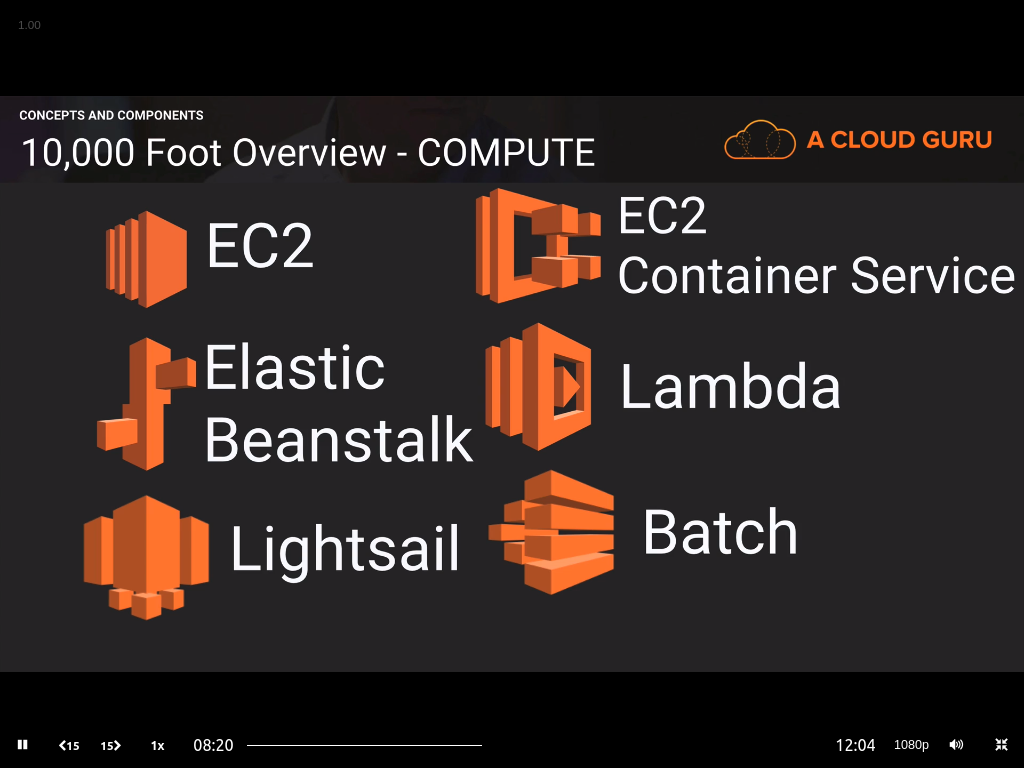 1.00
CONCEPTS AND COMPONENTS
10,000 Foot Overview - COMPUTE
A CLOUD GURU
EC2
EC2
Container Service
Elastic
Beanstalk
Lambda
Lightsail
Batch
15
15
1x
08:20
12:04
1080p